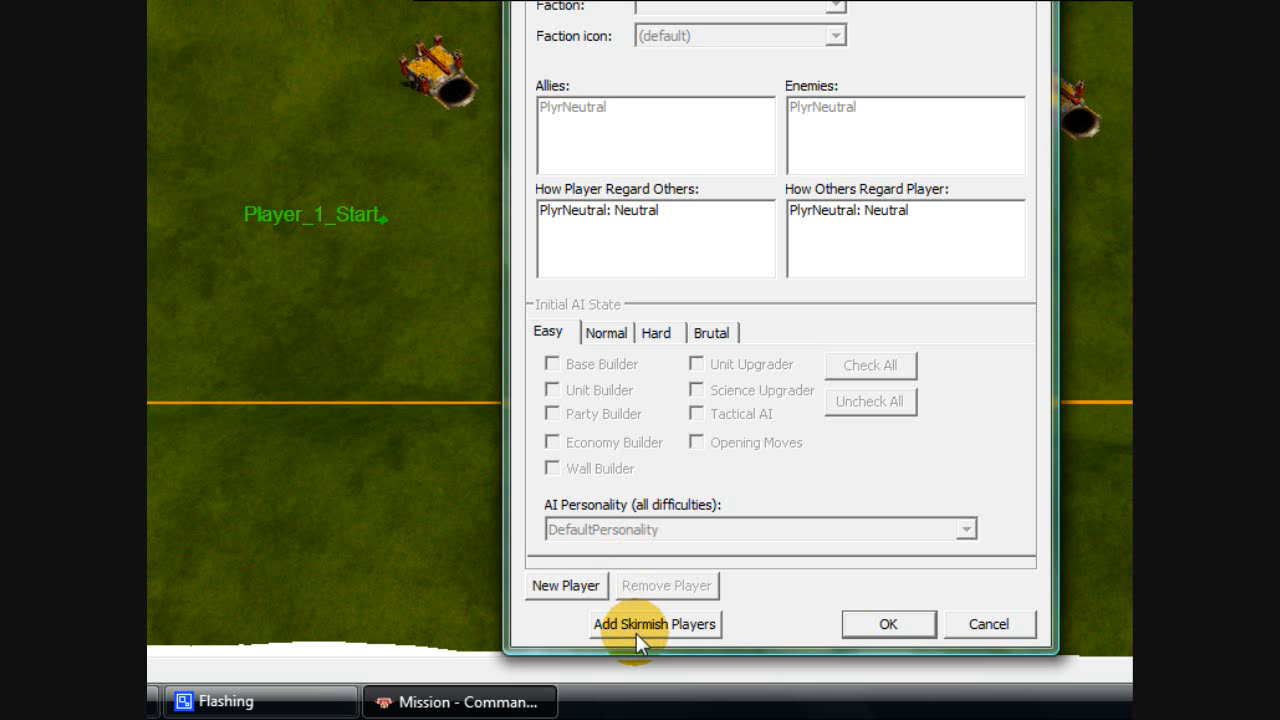 Faction:
Faction icon: (default)
Allies: Enemies:
PlyrNeutral PlyrNeutral
How Player Regard Others: How Others Regard Player:
PlyrNeutral: Neutral PlyrNeutral: Neutral
Player_1_Start
Initial AI State
Easy Normal Hard Brutal
Base Builder Unit Upgrader Check All
Unit Builder Science Upgrader Uncheck All
Party Builder Tactical AI
Economy Builder Opening Moves
Wall Builder
AI Personality (all difficulties):
DefaultPersonality
New Player Remove Player
Add Skirmish Players OK Cancel
Flashing Mission - Comman...